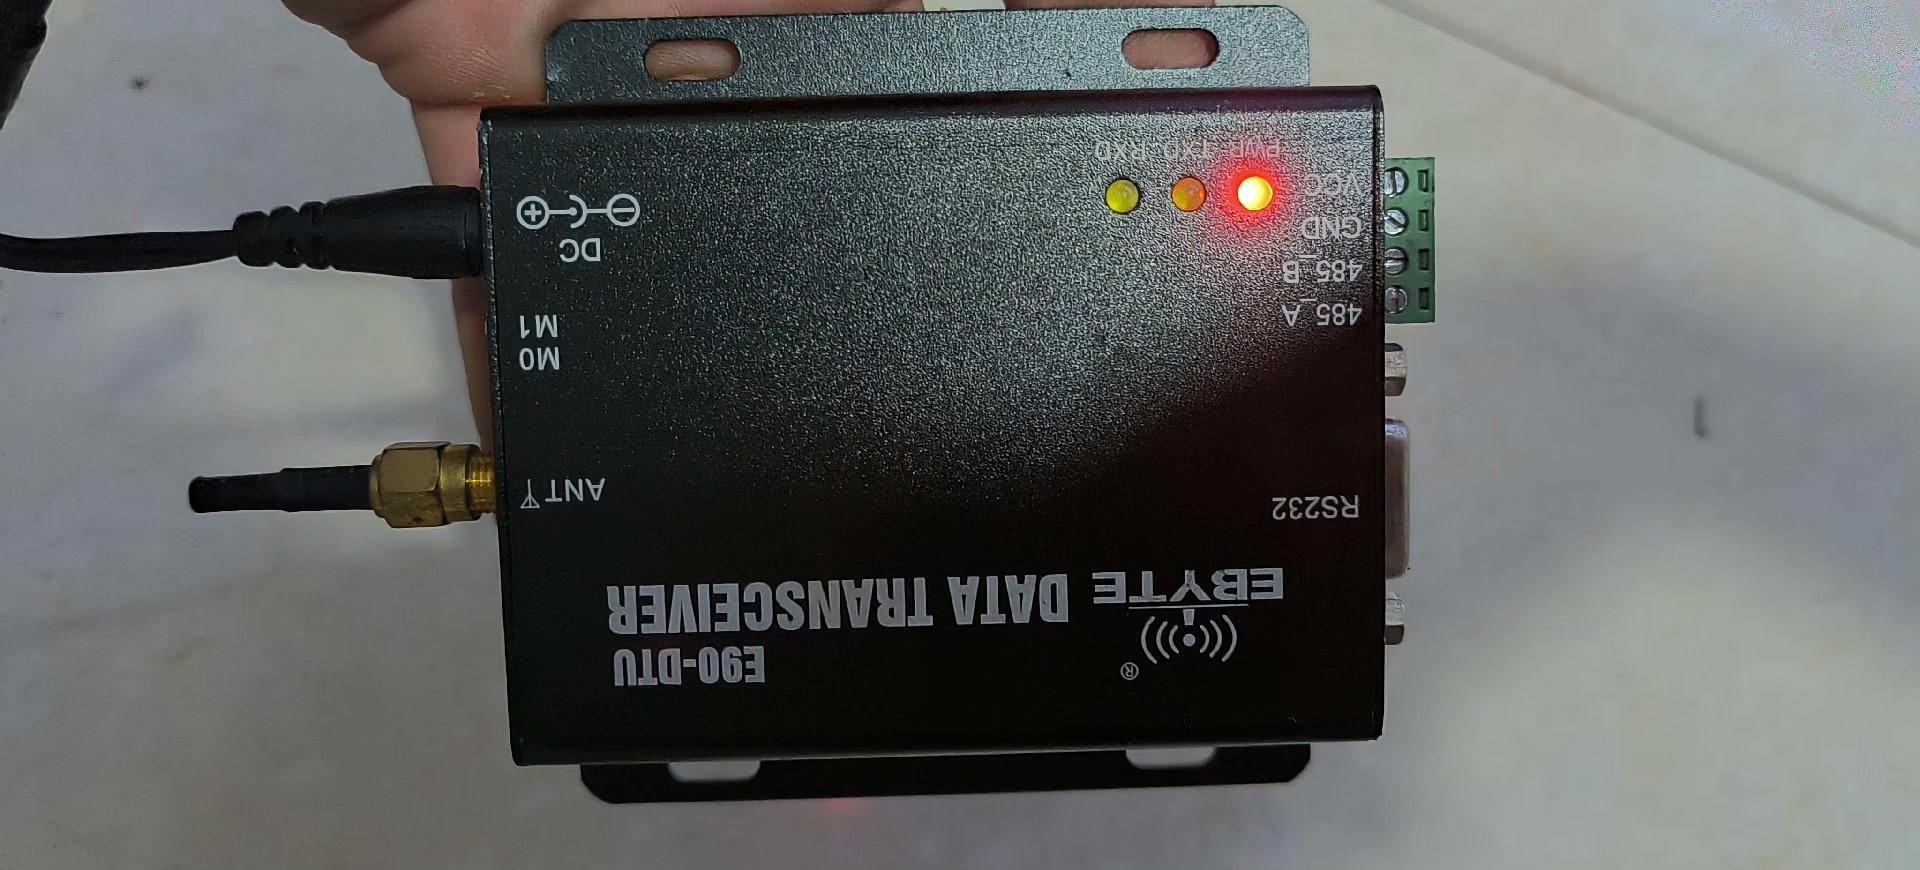 E90-DTU
®
EBYTE DATA TRANSCEIVER
RS232
ANT
M0
M1
485_A
485_B
GND
VCC
DC
PWR TXD RXD